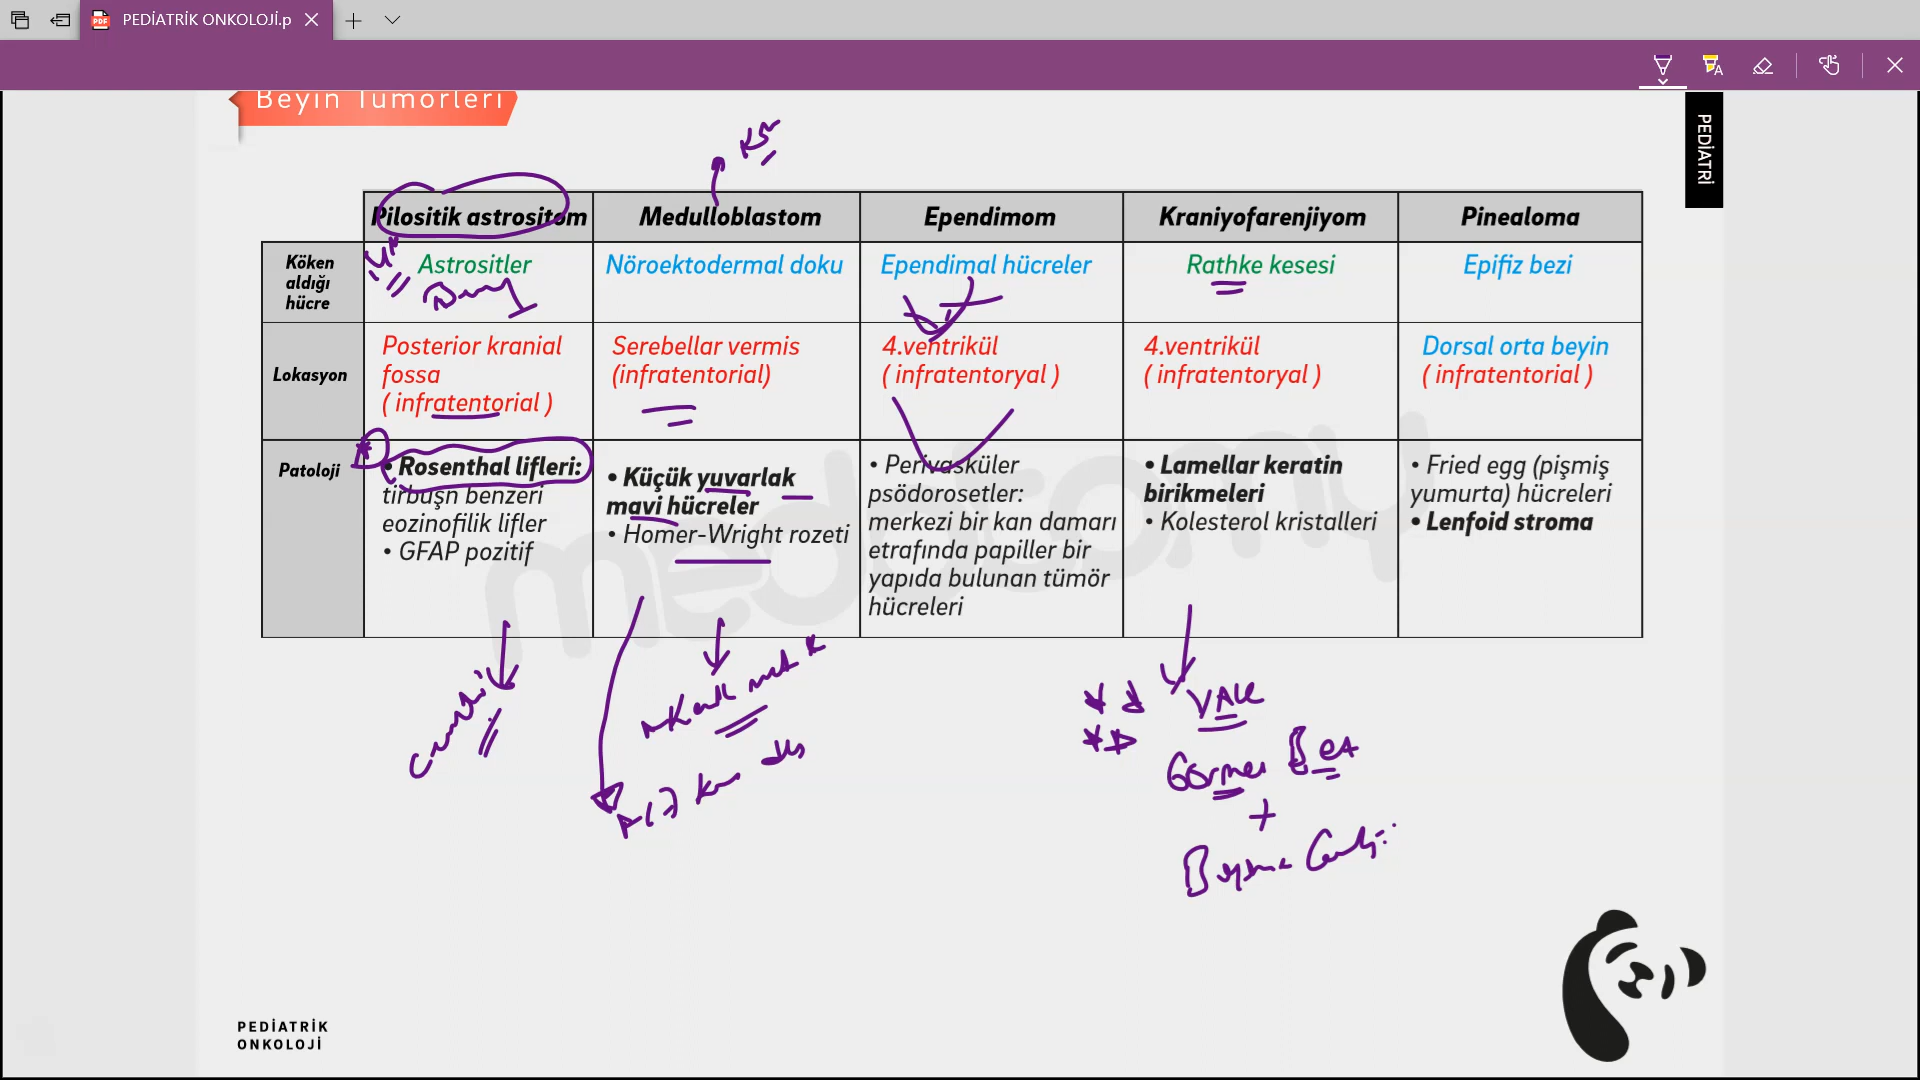 PEDİATRİK ONKOLOJİ.p
Beyin Tümörleri
PEDİATRİ
Pilositik astrositom
Medulloblastom
Ependimom
Kraniyofarenjiyom
Pinealoma
Köken
aldığı
hücre
Astrositler
Nöroektodermal doku
Ependimal hücreler
Rathke kesesi
Epifiz bezi
Lokasyon
Posterior kranial
fossa
( infratentorial )
Serebellar vermis
(infratentorial)
4.ventrikül
( infratentoryal )
4.ventrikül
( infratentoryal )
Dorsal orta beyin
( infratentorial )
Patoloji
• Rosenthal lifleri:
tirbuşn benzeri
eozinofilik lifler
• GFAP pozitif
• Küçük yuvarlak
mavi hücreler
• Homer-Wright rozeti
• Perivasküler
psödorosetler:
merkezi bir kan damarı
etrafında papiller bir
yapıda bulunan tümör
hücreleri
• Lamellar keratin
birikmeleri
• Kolesterol kristalleri
• Fried egg (pişmiş
yumurta) hücreleri
• Lenfoid stroma
medotomy
Görme
+
PEDİATRİK
ONKOLOJİ